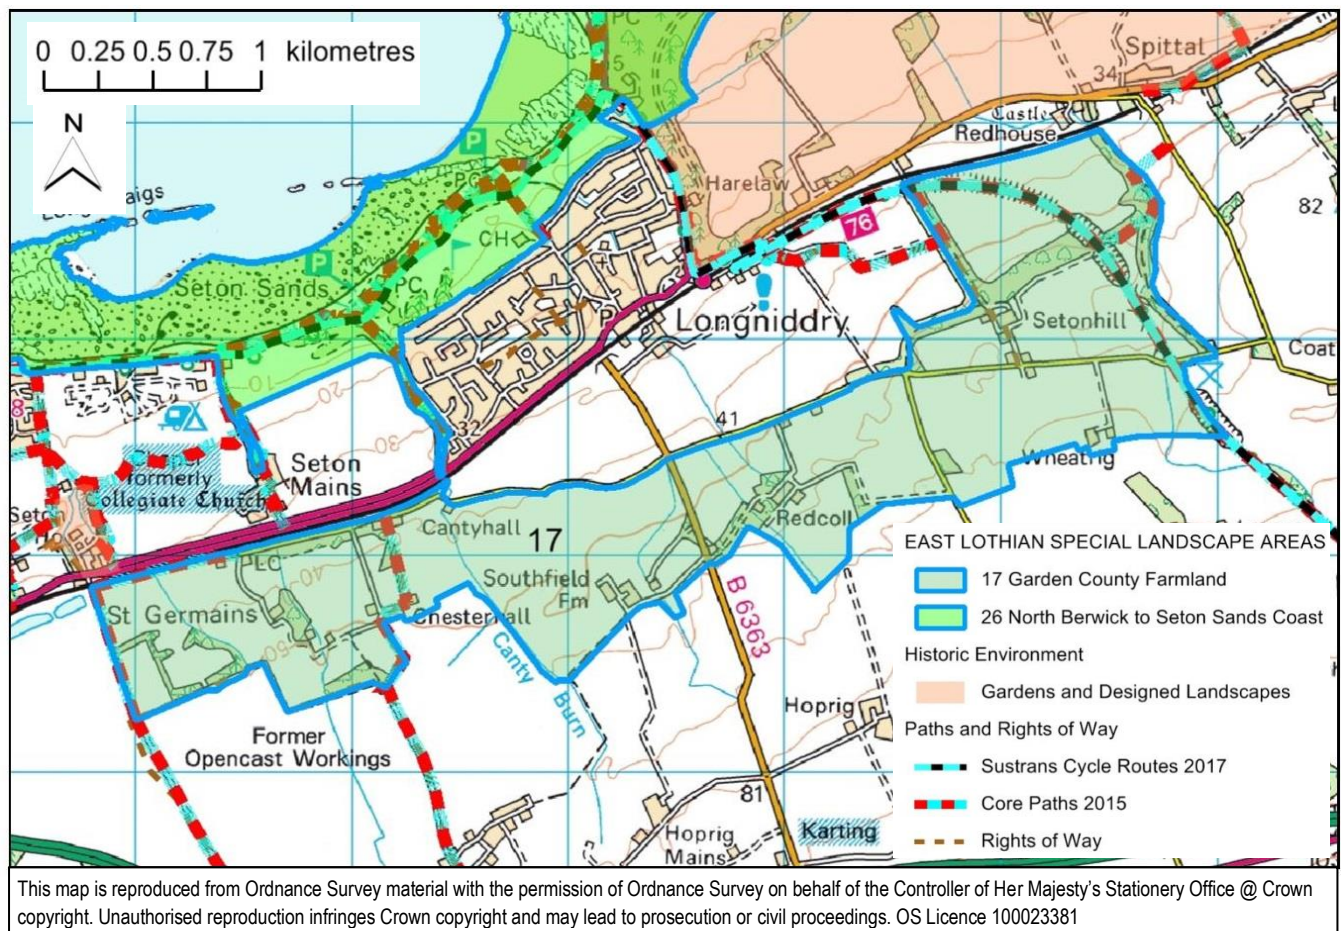 0 0.25 0.5 0.75 1 kilometres
N
PC
5
Spittal
34
Castle
Redhouse
P
PC
Harelaw
82
76
CH
P
PC
Seton Sands
Longniddry
P
Setonhill
10
20
Coat
30
32
41
Seton
Mains
formerly
Collegiate Church
Wheatrig
Cantyhall
17
Redcoll
LC
40
Southfield
Fm
St Germains
Chesterhall
B 6363
50
Canty
Burn
Hoprig
Former
Opencast Workings
81
Hoprig
Mains
Karting
EAST LOTHIAN SPECIAL LANDSCAPE AREAS
17 Garden County Farmland
26 North Berwick to Seton Sands Coast
Historic Environment
Gardens and Designed Landscapes
Paths and Rights of Way
Sustrans Cycle Routes 2017
Core Paths 2015
Rights of Way
This map is reproduced from Ordnance Survey material with the permission of Ordnance Survey on behalf of the Controller of Her Majesty’s Stationery Office @ Crown
copyright. Unauthorised reproduction infringes Crown copyright and may lead to prosecution or civil proceedings. OS Licence 100023381